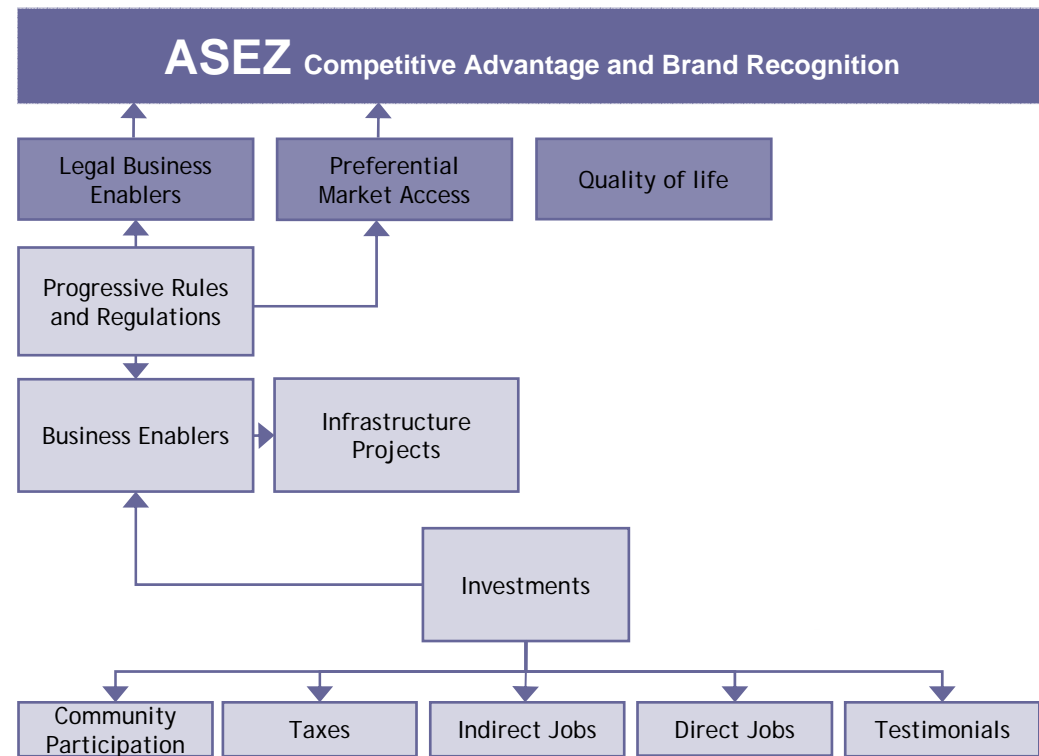 ASEZ Competitive Advantage and Brand Recognition
Legal Business
Enablers
Preferential
Market Access
Quality of life
Progressive Rules
and Regulations
Business Enablers
Infrastructure
Projects
Investments
Community
Participation
Taxes
Indirect Jobs
Direct Jobs
Testimonials